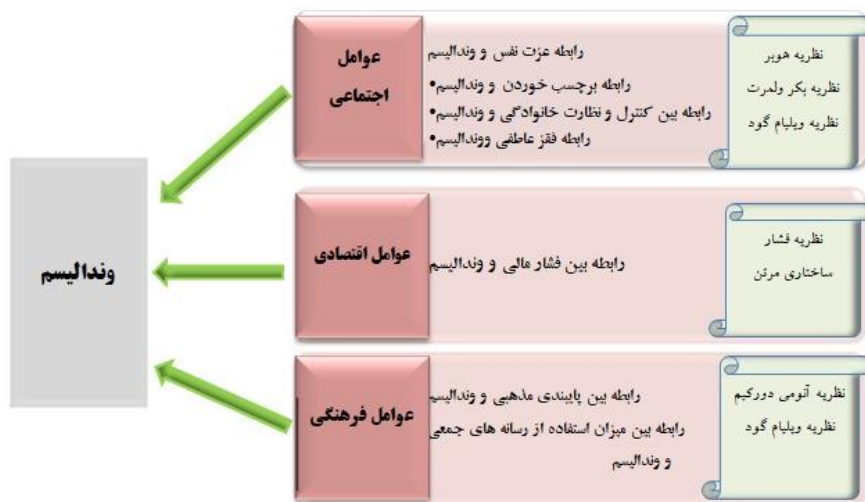 نظریه هوبر
نظریه بکر ولمرت
نظریه ویلیام گود
رابطه عزت نفس و وندالیسم
•رابطه برچسب خوردن و وندالیسم
•رابطه بین کنترل و نظارت خانوادگی و وندالیسم
•رابطه فقز عاطفی ووندالیسم
عوامل
اجتماعی
نظریه فشار
ساختاری مرثن
رابطه بین فشار مالی و وندالیسم
عوامل اقتصادی
وندالیسم
نظریه آنومی دورکیم
نظریه ویلیام گود
رابطه بین پایبندی مذهبی و وندالیسم
رابطه بین میزان استفاده از رسانه های جمعی
و وندالیسم
عوامل فرهنگی